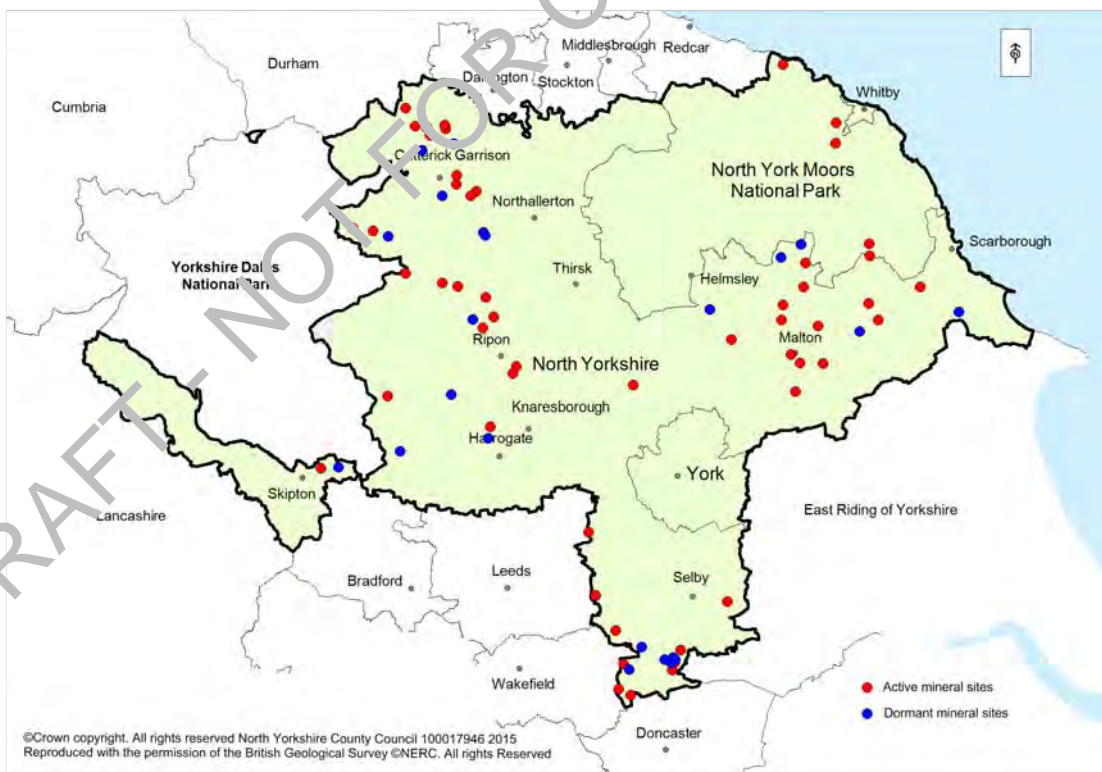 DRAFT - NOT FOR
Middlesbrough
Redcar
Durham
Darlington
Stockton
Cumbria
Whitby
Catterick Garrison
North York Moors
National Park
Northallerton
Scarborough
Yorkshire Dales
National Park
Thirsk
Helmsley
Ripon
Malton
North Yorkshire
Knaresborough
Harrogate
York
Skipton
Lancashire
East Riding of Yorkshire
Bradford
Leeds
Selby
Wakefield
Active mineral sites
Dormant mineral sites
Doncaster
©Crown copyright. All rights reserved North Yorkshire County Council 100017946 2015
Reproduced with the permission of the British Geological Survey ©NERC. All rights Reserved